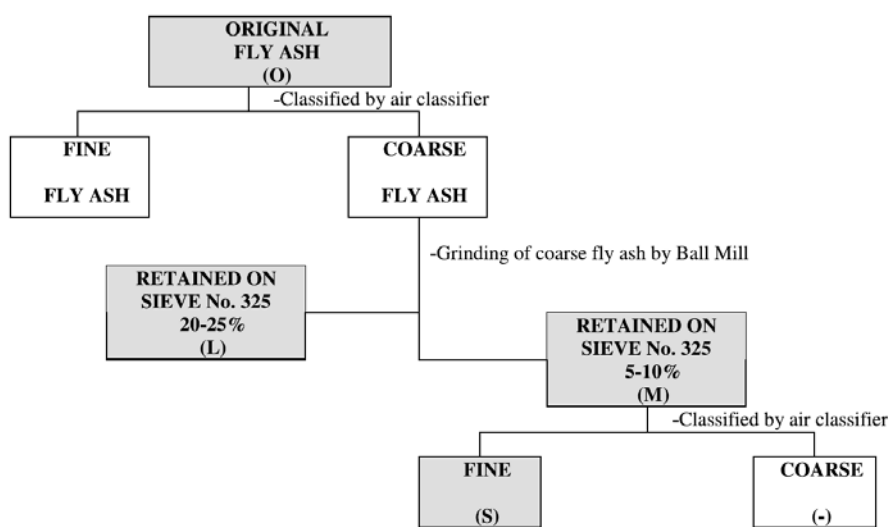 ORIGINAL
FLY ASH
(O)
-Classified by air classifier
FINE
FLY ASH
COARSE
FLY ASH
-Grinding of coarse fly ash by Ball Mill
RETAINED ON
SIEVE No. 325
20-25%
(L)
RETAINED ON
SIEVE No. 325
5-10%
(M)
-Classified by air classifier
FINE
(S)
COARSE
(-)